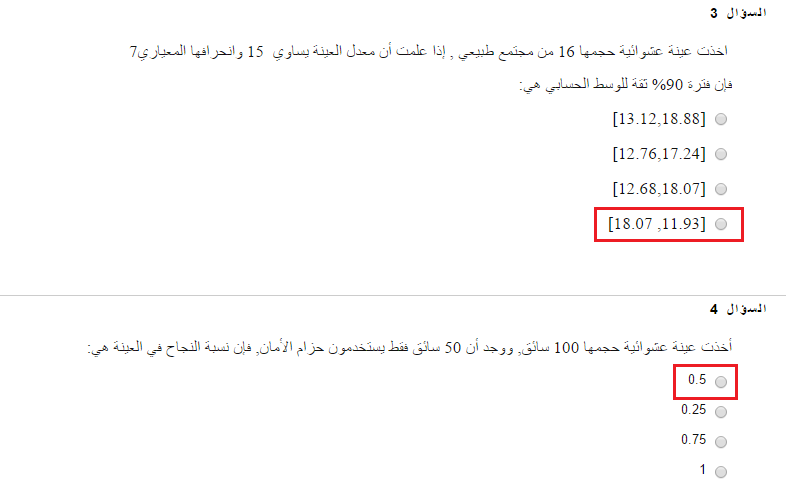 السؤال 3
اخذت عينة عشوائية حجمها 16 من مجتمع طبيعي , إذا علمت أن معدل العينة يساوي 15 وانحرافها المعياري7
فإن فترة 90% ثقة للوسط الحسابي هي:
[13.12,18.88]
[12.76,17.24]
[12.68,18.07]
[18.07 ,11.93]
السؤال 4
أخذت عينة عشوائية حجمها 100 سائق, ووجد أن 50 سائق فقط يستخدمون حزام الأمان, فإن نسبة النجاح في العينة هي:
0.5
0.25
0.75
1